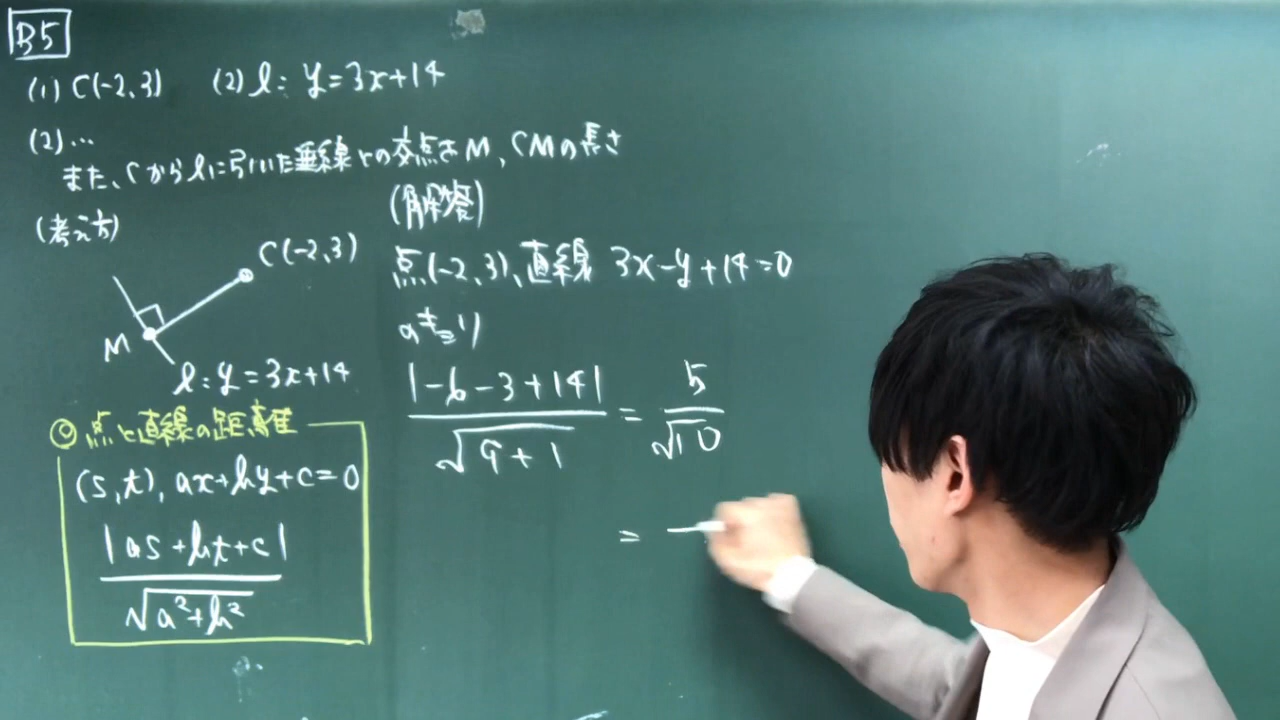 B5
(1) C(-2,3) (2) l: y=3x+14
(2)…
また、Cからlに引いた垂線との交点をM、CMの長さ
(考え方)
C(-2,3)
M
l:y=3x+14
◎点と直線の距離
(s,t), ax+by+c=0
|as+bt+c|
√a²+b²
(解答)
点(-2,3)、直線 3x-y+14=0
のキョリ
|-6-3+14|
√9+1
=
5
√10
=